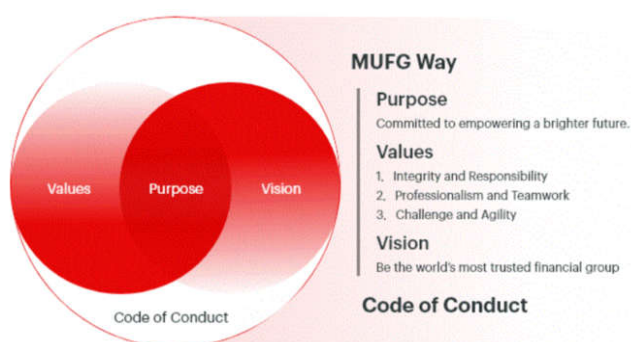 Values
Purpose
Vision
Code of Conduct
MUFG Way
Purpose
Committed to empowering a brighter future.
Values
1, Integrity and Responsibility
2, Professionalism and Teamwork
3, Challenge and Agility
Vision
Be the world's most trusted financial group
Code of Conduct